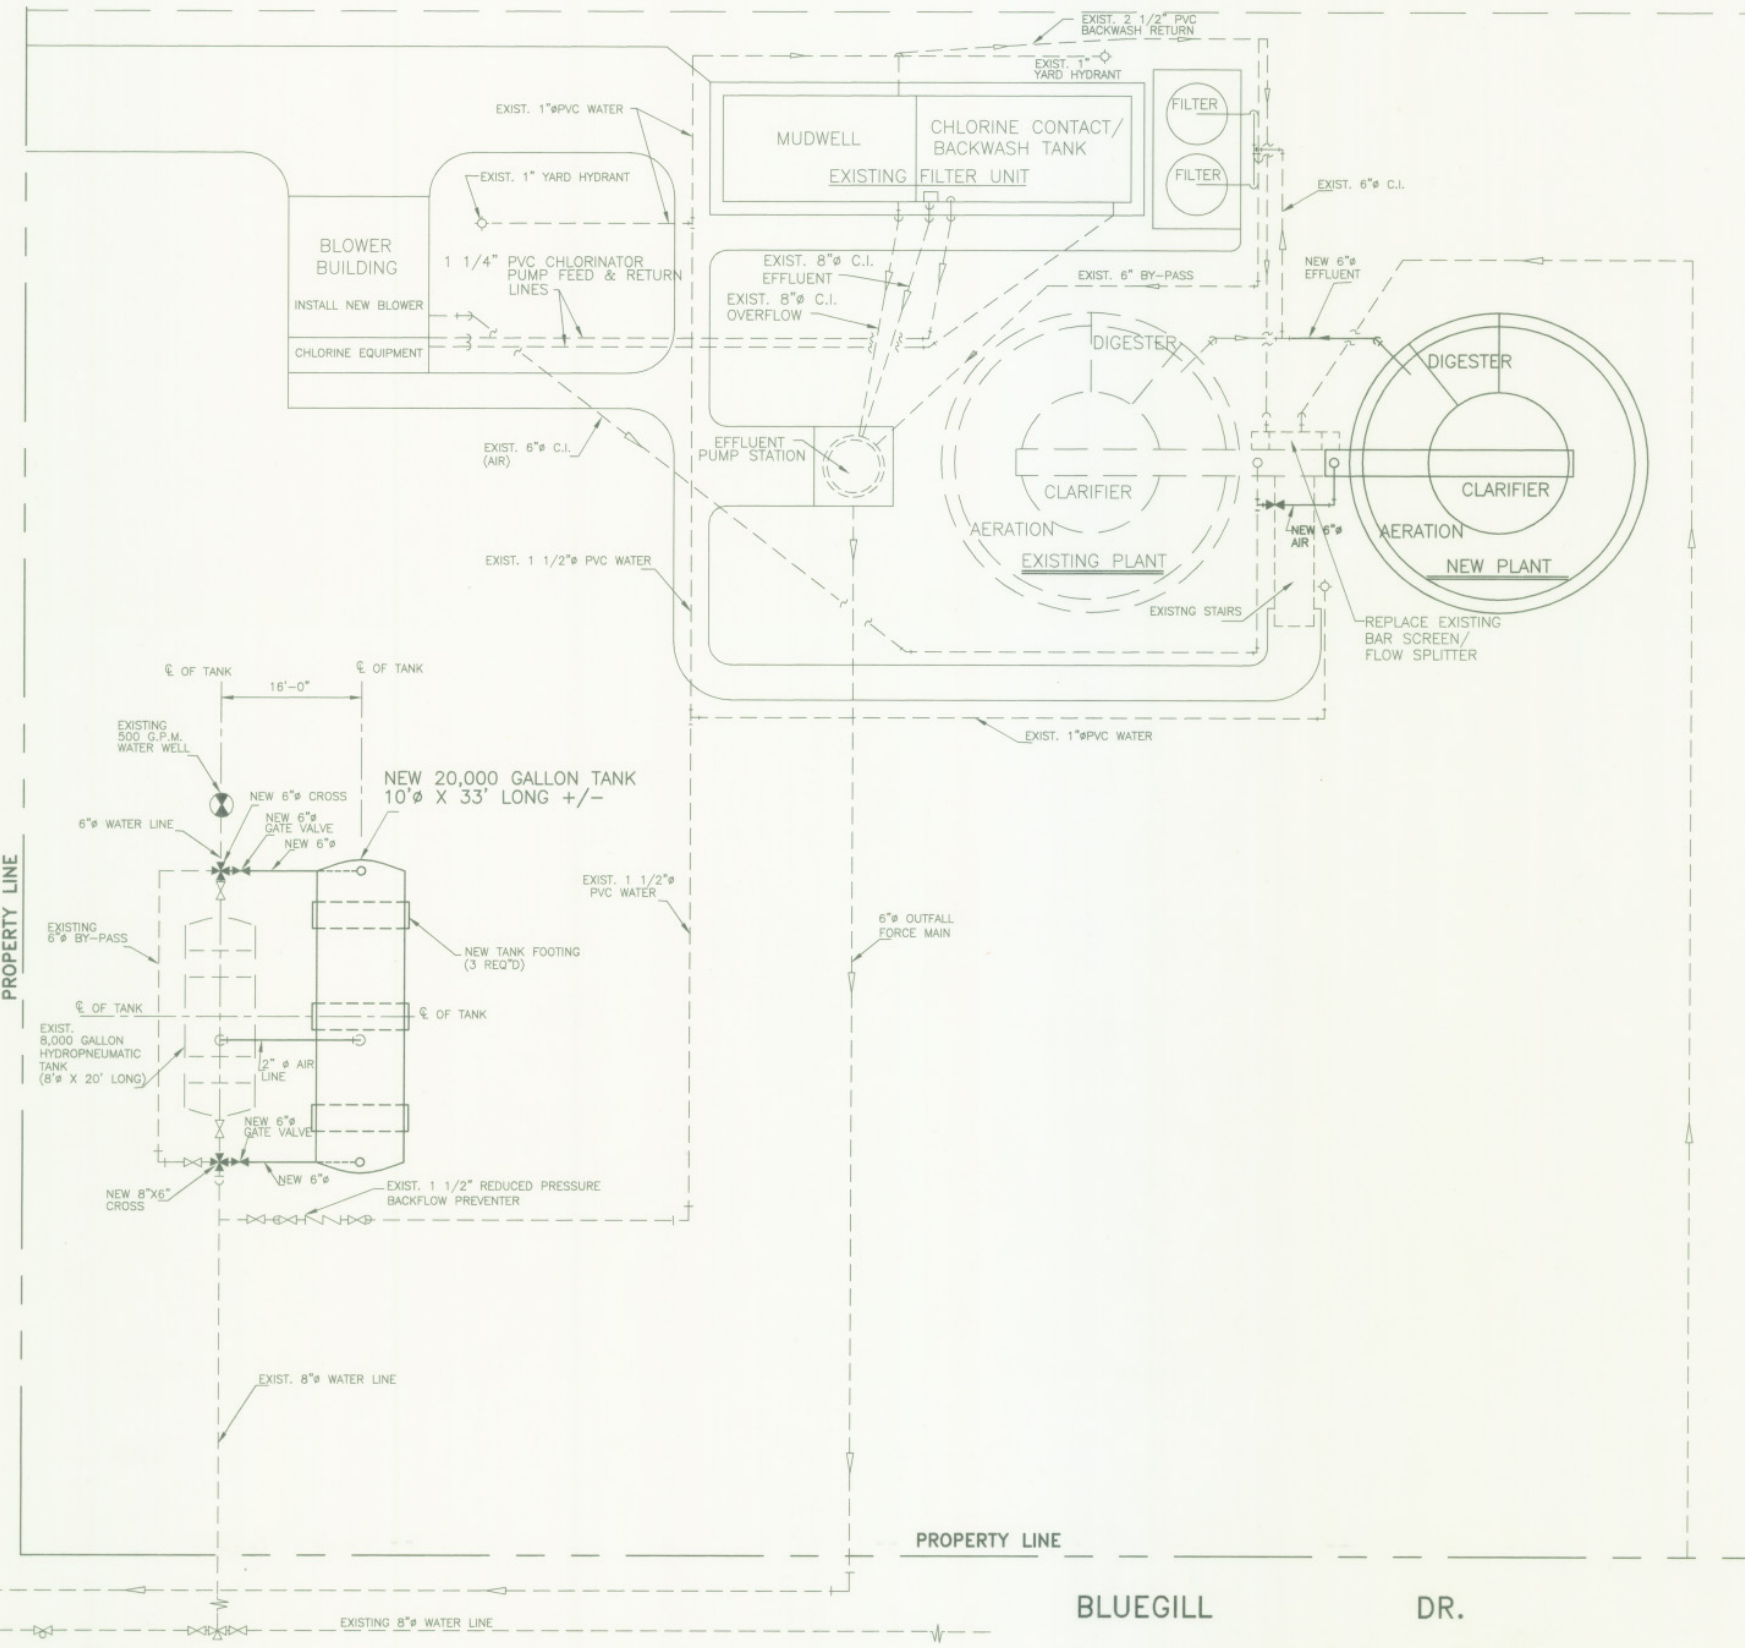 EXIST. 2 1/2" PVC
BACKWASH RETURN
EXIST. 1"
YARD HYDRANT
EXIST. 1"ø PVC WATER
MUDWELL
CHLORINE CONTACT/
BACKWASH TANK
EXISTING FILTER UNIT
FILTER
FILTER
EXIST. 1" YARD HYDRANT
EXIST. 6"ø C.I.
BLOWER
BUILDING
INSTALL NEW BLOWER
CHLORINE EQUIPMENT
1 1/4" PVC CHLORINATOR
PUMP FEED & RETURN
LINES
EXIST. 8"ø C.I.
EFFLUENT
EXIST. 8"ø C.I.
OVERFLOW
EXIST. 6" BY-PASS
NEW 6"ø
EFFLUENT
DIGESTER
DIGESTER
EXIST. 6"ø C.I.
(AIR)
EFFLUENT
PUMP STATION
CLARIFIER
AERATION
EXISTING PLANT
CLARIFIER
AERATION
NEW PLANT
NEW 6"ø
AIR
EXIST. 1 1/2"ø PVC WATER
EXISTNG STAIRS
REPLACE EXISTING
BAR SCREEN/
FLOW SPLITTER
℄ OF TANK
℄ OF TANK
16'-0"
EXISTING
500 G.P.M.
WATER WELL
EXIST. 1"øPVC WATER
NEW 20,000 GALLON TANK
10'ø X 33' LONG +/-
NEW 6"ø CROSS
6"ø WATER LINE
NEW 6"ø
GATE VALVE
NEW 6"ø
EXIST. 1 1/2"ø
PVC WATER
6"ø OUTFALL
FORCE MAIN
PROPERTY LINE
EXISTING
6"ø BY-PASS
NEW TANK FOOTING
(3 REQ"D)
℄ OF TANK
℄ OF TANK
EXIST.
8,000 GALLON
HYDROPNEUMATIC
TANK
(8'ø X 20' LONG)
2" ø AIR
LINE
NEW 6"ø
GATE VALVE
NEW 6"ø
NEW 8"X6"
CROSS
EXIST. 1 1/2" REDUCED PRESSURE
BACKFLOW PREVENTER
EXIST. 8"ø WATER LINE
PROPERTY LINE
BLUEGILL DR.
EXISTING 8"ø WATER LINE